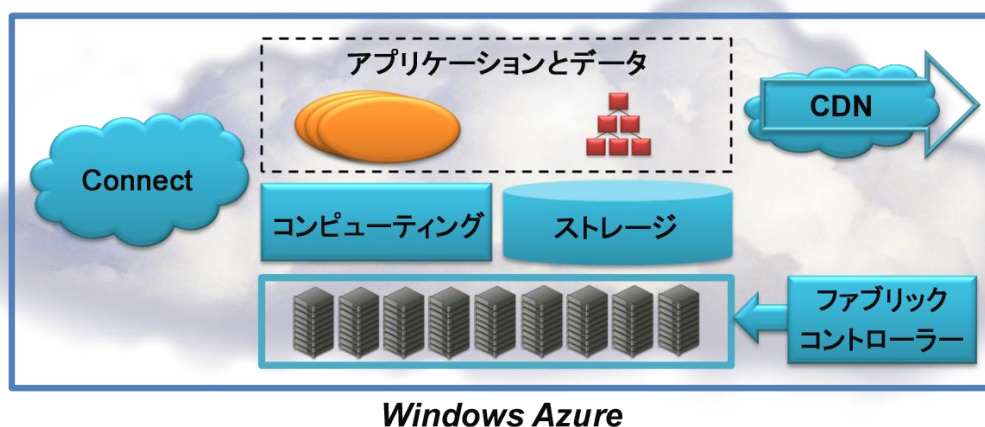 アプリケーションとデータ
CDN
Connect
コンピューティング
ストレージ
ファブリック
コントローラー
Windows Azure